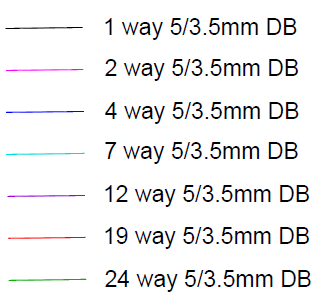 1 way 5/3.5mm DB
2 way 5/3.5mm DB
4 way 5/3.5mm DB
7 way 5/3.5mm DB
12 way 5/3.5mm DB
19 way 5/3.5mm DB
24 way 5/3.5mm DB